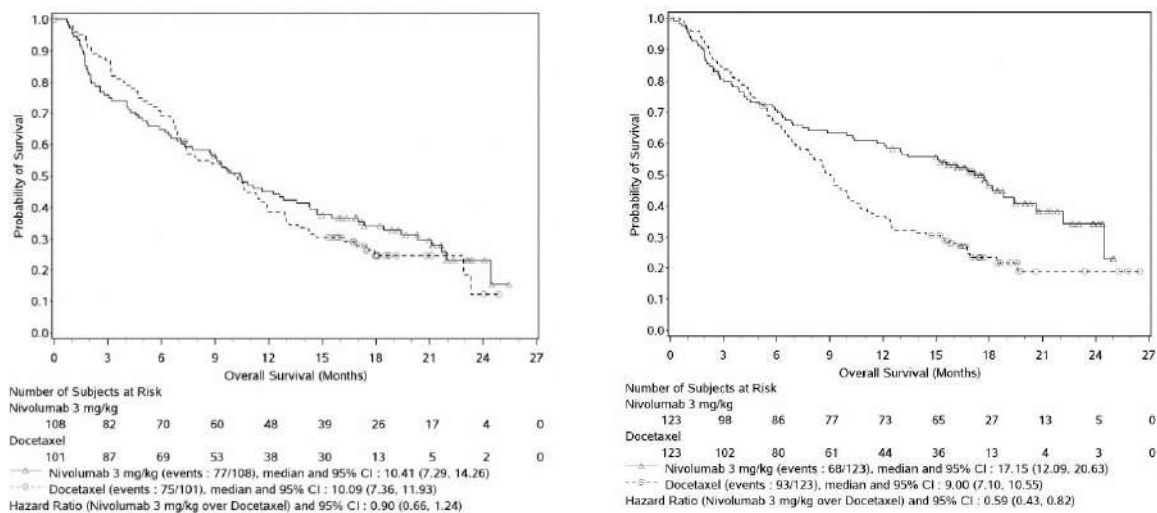 1.0
0.9
0.8
0.7
0.6
0.5
0.4
0.3
0.2
0.1
0.0
Probability of Survival
0 3 6 9 12 15 18 21 24 27
Overall Survival (Months)
Number of Subjects at Risk
Nivolumab 3 mg/kg
108 82 70 60 48 39 26 17 4 0
Docetaxel
101 87 69 53 38 30 13 5 2 0
Nivolumab 3 mg/kg (events : 77/108), median and 95% CI : 10.41 (7.29, 14.26)
Docetaxel (events : 75/101), median and 95% CI : 10.09 (7.36, 11.93)
Hazard Ratio (Nivolumab 3 mg/kg over Docetaxel) and 95% CI : 0.90 (0.66, 1.24)
1.0
0.9
0.8
0.7
0.6
0.5
0.4
0.3
0.2
0.1
0.0
Probability of Survival
0 3 6 9 12 15 18 21 24 27
Overall Survival (Months)
Number of Subjects at Risk
Nivolumab 3 mg/kg
123 98 86 77 73 65 27 13 5 0
Docetaxel
123 102 80 61 44 36 13 4 3 0
Nivolumab 3 mg/kg (events : 68/123), median and 95% CI : 17.15 (12.09, 20.63)
Docetaxel (events : 93/123), median and 95% CI : 9.00 (7.10, 10.55)
Hazard Ratio (Nivolumab 3 mg/kg over Docetaxel) and 95% CI : 0.59 (0.43, 0.82)